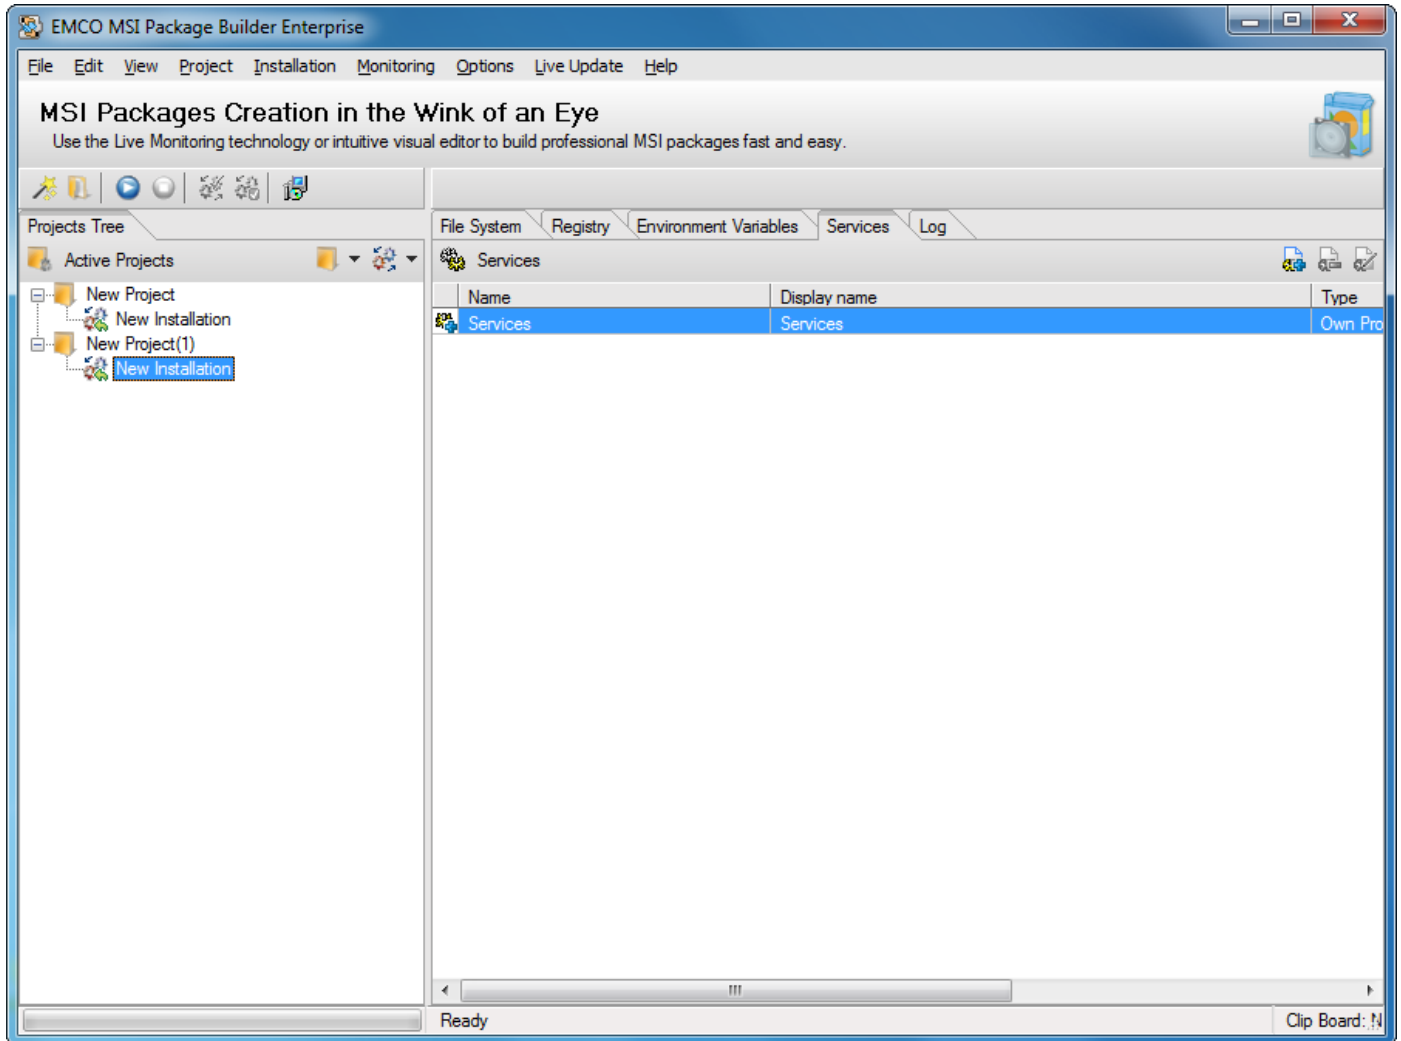 EMCO MSI Package Builder Enterprise
File Edit View Project Installation Monitoring Options Live Update Help
MSI Packages Creation in the Wink of an Eye
Use the Live Monitoring technology or intuitive visual editor to build professional MSI packages fast and easy.
Projects Tree
File System Registry Environment Variables Services Log
Active Projects
Services
New Project
Name Display name Type
New Installation
Services Services Own Pro
New Project(1)
New Installation
Ready
Clip Board: N